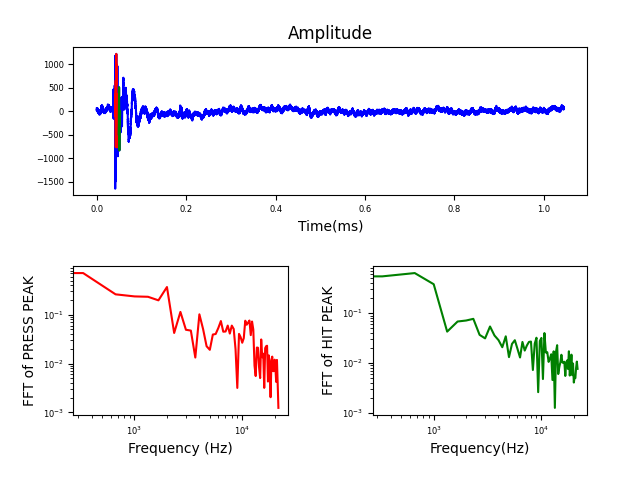 Amplitude
1000
500
0
−500
−1000
−1500
0.0 0.2 0.4 0.6 0.8 1.0
Time(ms)
FFT of PRESS PEAK
10⁻¹
10⁻²
10⁻³
10³ 10⁴
Frequency (Hz)
FFT of HIT PEAK
10⁻¹
10⁻²
10⁻³
10³ 10⁴
Frequency(Hz)